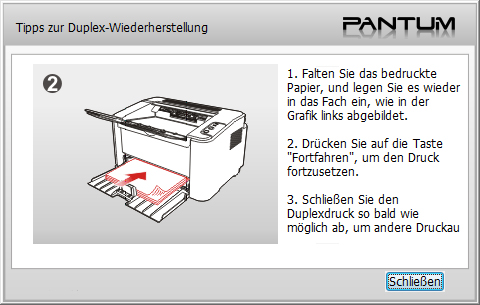 Tipps zur Duplex-Wiederherstellung
PANTUM
2
1. Falten Sie das bedruckte
Papier, und legen Sie es wieder
in das Fach ein, wie in der
Grafik links abgebildet.
2. Drücken Sie auf die Taste
"Fortfahren", um den Druck
fortzusetzen.
3. Schließen Sie den
Duplexdruck so bald wie
möglich ab, um andere Druckau
Schließen